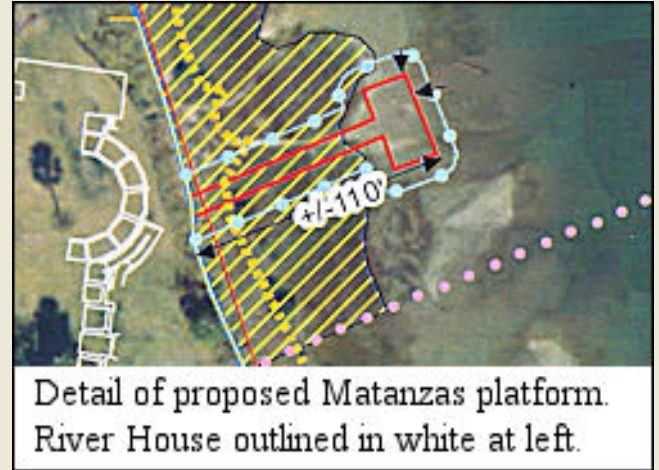 +/-110'
Detail of proposed Matanzas platform.
River House outlined in white at left.